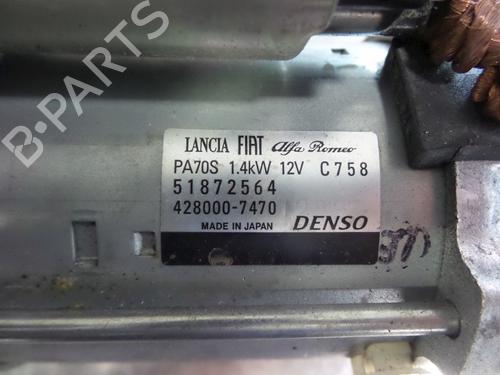 LANCIA FIAT Alfa Romeo
PA70S 1.4kW 12V C758
51872564
428000-7470
MADE IN JAPAN DENSO
B-PARTS